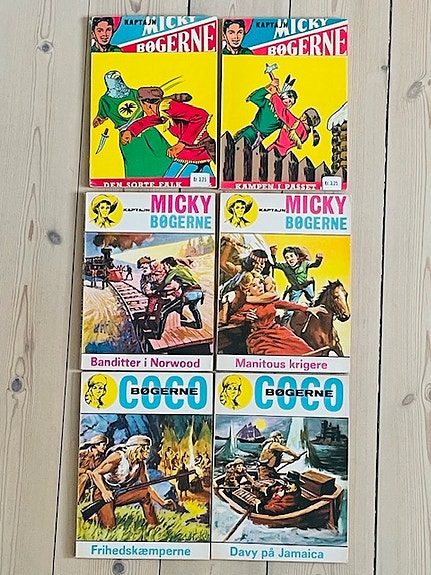 KAPTAJN
MICKY
BØGERNE
DEN SORTE FALK
Kr. 3,75
KAPTAJN
MICKY
BØGERNE
KAMPEN I PASSET
Kr. 3,75
KAPTAJN
MICKY
BØGERNE
Banditter i Norwood
KAPTAJN
MICKY
BØGERNE
Manitous krigere
COCO
BØGERNE
Frihedskæmperne
COCO
BØGERNE
Davy på Jamaica